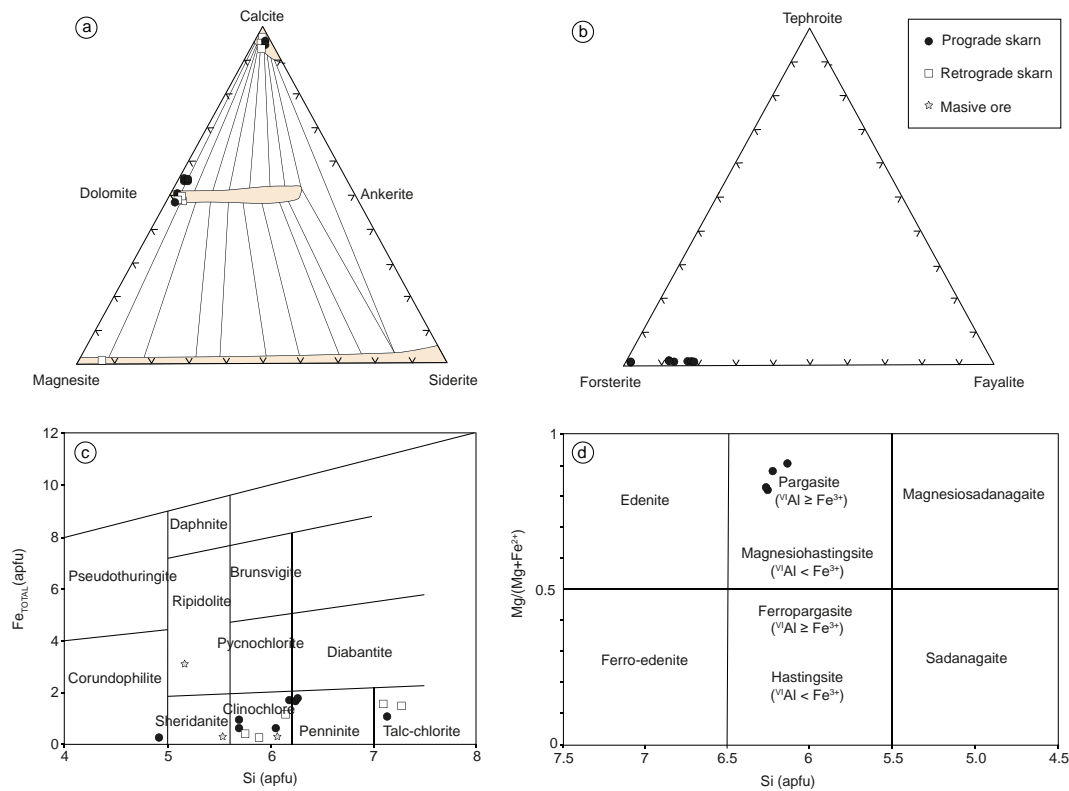 a
Calcite
Dolomite
Ankerite
Magnesite
Siderite
b
Tephroite
Forsterite
Fayalite
Prograde skarn
Retrograde skarn
Masive ore
c
12
10
8
6
4
2
0
Fe_TOTAL (apfu)
Daphnite
Pseudothuringite
Brunsvigite
Ripidolite
Pycnochlorite
Diabantite
Corundophilite
Clinochlore
Sheridanite
Penninite
Talc-chlorite
4 5 6 7 8
Si (apfu)
d
1
0.5
0
Mg/(Mg+Fe²⁺)
Edenite
Pargasite
(ⱽᴵAl ≥ Fe³⁺)
Magnesiosadanagaite
Magnesiohastingsite
(ⱽᴵAl < Fe³⁺)
Ferropargasite
(ⱽᴵAl ≥ Fe³⁺)
Ferro-edenite
Sadanagaite
Hastingsite
(ⱽᴵAl < Fe³⁺)
7.5 7 6.5 6 5.5 5 4.5
Si (apfu)